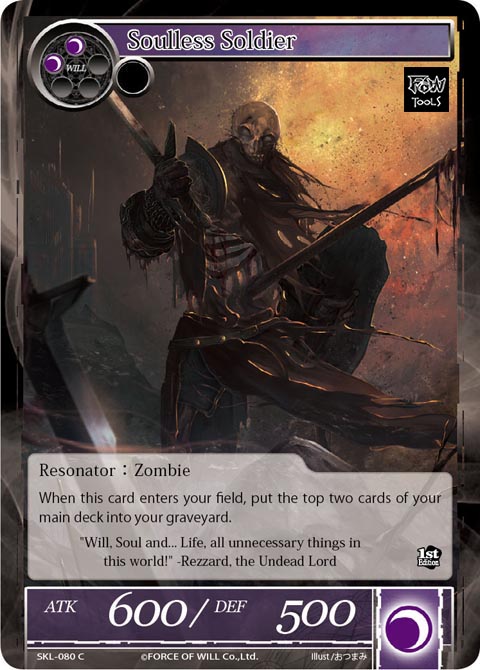 Soulless Soldier
WILL
FOW
TOOLS
Resonator : Zombie
When this card enters your field, put the top two cards of your
main deck into your graveyard.
"Will, Soul and... Life, all unnecessary things in
this world!" -Rezzard, the Undead Lord
1st
Edition
ATK 600/ DEF 500
SKL-080 C ©FORCE OF WILL Co.,Ltd. Illust/おつまみ